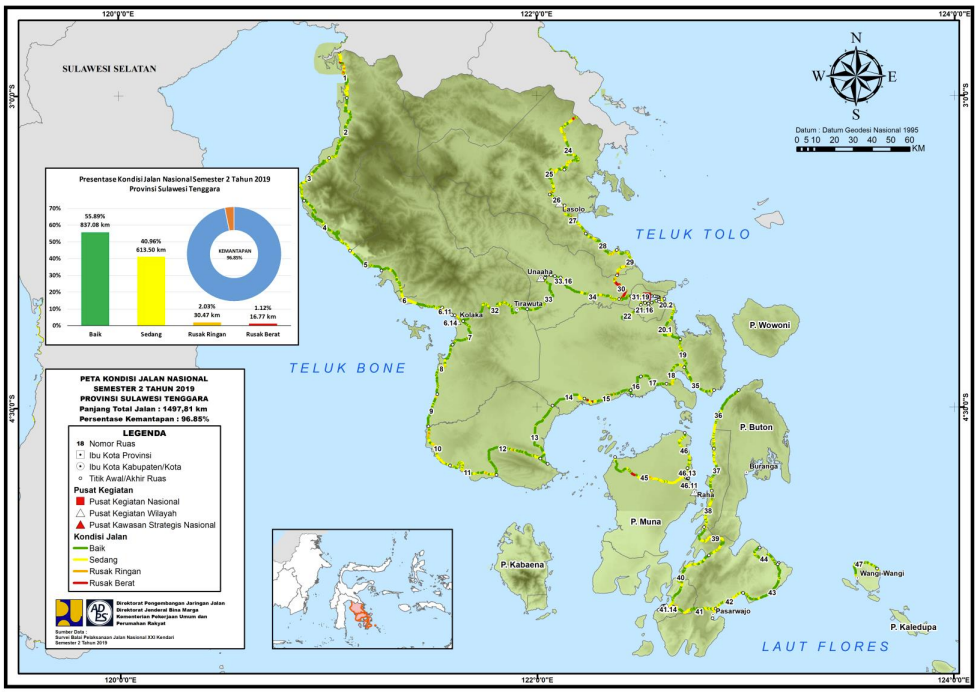 120°0'0"E
122°0'0"E
124°0'0"E
3°0'0"S
3°0'0"S
4°30'0"S
4°30'0"S
SULAWESI SELATAN
N
W
E
S
Datum : Datum Geodesi Nasional 1995
0 5 10 20 30 40 50 60
KM
Presentase Kondisi Jalan Nasional Semester 2 Tahun 2019
Provinsi Sulawesi Tenggara
70%
60%
50%
40%
30%
20%
10%
0%
55.89%
837.08 km
40.96%
613.50 km
2.03%
30.47 km
1.12%
16.77 km
KEMANTAPAN
96.85%
Baik
Sedang
Rusak Ringan
Rusak Berat
1
2
3
4
5
6
6.11
6.14
Kolaka
7
8
9
10
11
12
13
14
15
16
17
18
19
20.1
20.2
21.16
22
31.19
30
29
28
27
26
Lasolo
25
24
Unaaha
33.16
33
34
Tirawuta
32
35
36
37
38
39
40
41.14
41
42
43
44
45
46
46.13
46.11
Raha
47
Wangi-Wangi
Pasarwajo
Buranga
P. Wowoni
P. Buton
P. Muna
P. Kabaena
P. Kaledupa
TELUK TOLO
TELUK BONE
LAUT FLORES
PETA KONDISI JALAN NASIONAL
SEMESTER 2 TAHUN 2019
PROVINSI SULAWESI TENGGARA
Panjang Total Jalan : 1497,81 km
Persentase Kemantapan : 96.85%
LEGENDA
18 Nomor Ruas
Ibu Kota Provinsi
Ibu Kota Kabupaten/Kota
Titik Awal/Akhir Ruas
Pusat Kegiatan
Pusat Kegiatan Nasional
Pusat Kegiatan Wilayah
Pusat Kawasan Strategis Nasional
Kondisi Jalan
Baik
Sedang
Rusak Ringan
Rusak Berat
Direktorat Pengembangan Jaringan Jalan
Direktorat Jenderal Bina Marga
Kementerian Pekerjaan Umum dan
Perumahan Rakyat
Sumber Data :
Survei Balai Pelaksanaan Jalan Nasional XXI Kendari
Semester 2 Tahun 2019
120°0'0"E
122°0'0"E
124°0'0"E